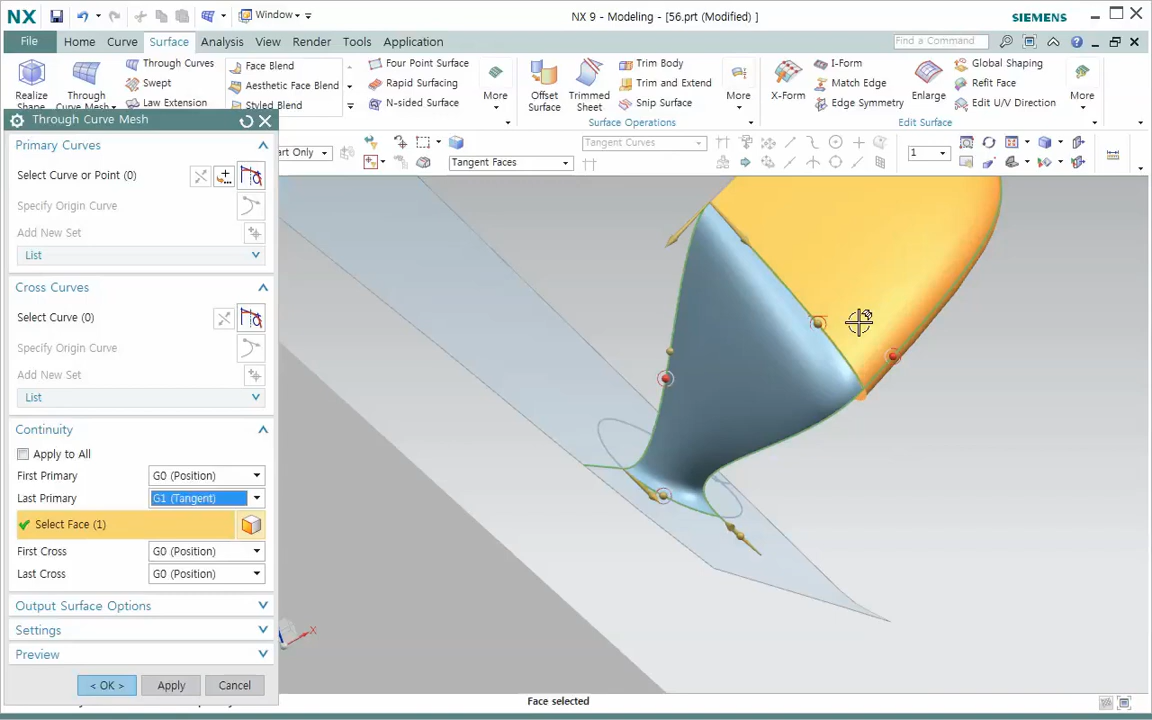 NX Window NX 9 - Modeling - [56.prt (Modified) ] SIEMENS
File Home Curve Surface Analysis View Render Tools Application Find a Command
Realize Shape
Through Curve Mesh
Through Curves
Swept
Law Extension
Face Blend
Aesthetic Face Blend
Styled Blend
Four Point Surface
Rapid Surfacing
N-sided Surface
More
Offset Surface
Trimmed Sheet
Trim Body
Trim and Extend
Snip Surface
More
Surface Operations
X-Form
I-Form
Match Edge
Edge Symmetry
Enlarge
Global Shaping
Refit Face
Edit U/V Direction
More
Edit Surface
Through Curve Mesh
art Only
Tangent Curves
Tangent Faces
1
Primary Curves
Select Curve or Point (0)
Specify Origin Curve
Add New Set
List
Cross Curves
Select Curve (0)
Specify Origin Curve
Add New Set
List
Continuity
Apply to All
First Primary G0 (Position)
Last Primary G1 (Tangent)
Select Face (1)
First Cross G0 (Position)
Last Cross G0 (Position)
Output Surface Options
Settings
Preview
< OK > Apply Cancel
X
Face selected